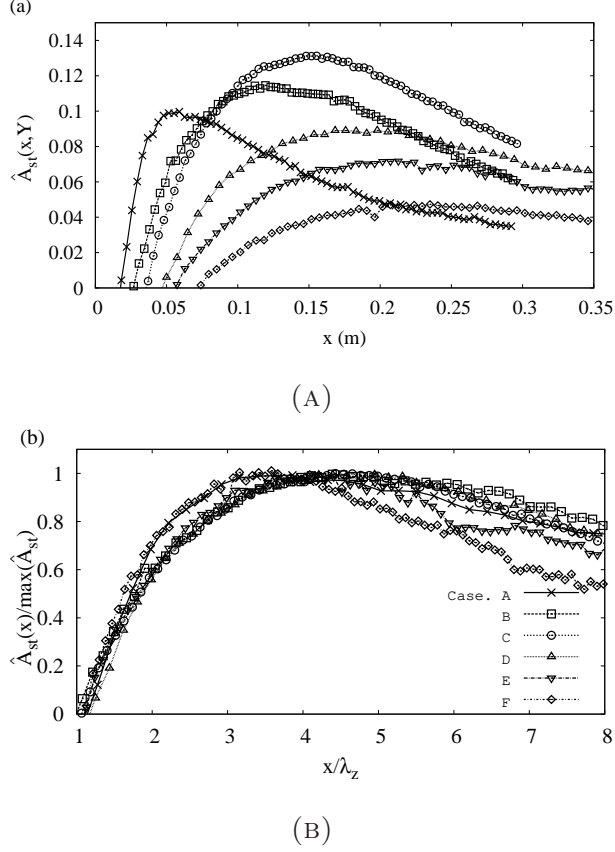 (a)
Â_st(x,Y)
0.14
0.12
0.1
0.08
0.06
0.04
0.02
0
0 0.05 0.1 0.15 0.2 0.25 0.3 0.35
x (m)
(A)
(b)
Â_st(x)/max(Â_st)
1
0.8
0.6
0.4
0.2
0
Case. A
B
C
D
E
F
1 2 3 4 5 6 7 8
x/λ_z
(B)